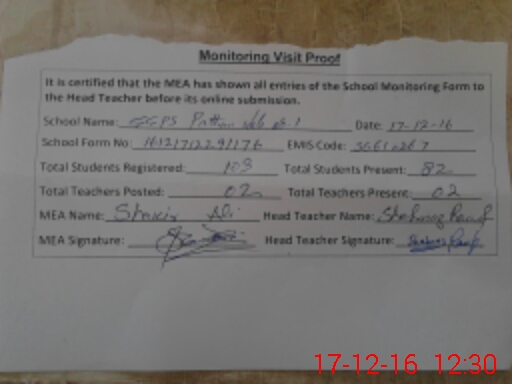 Monitoring Visit Proof
It is certified that the MEA has shown all entries of the School Monitoring Form to
the Head Teacher before its online submission.
School Name: GGPS Date: 17-12-16
School Form No: EMIS Code:
Total Students Registered: 103 Total Students Present: 82
Total Teachers Posted: 02 Total Teachers Present: 02
MEA Name: Ali Head Teacher Name:
MEA Signature: Head Teacher Signature:
17-12-16 12:30